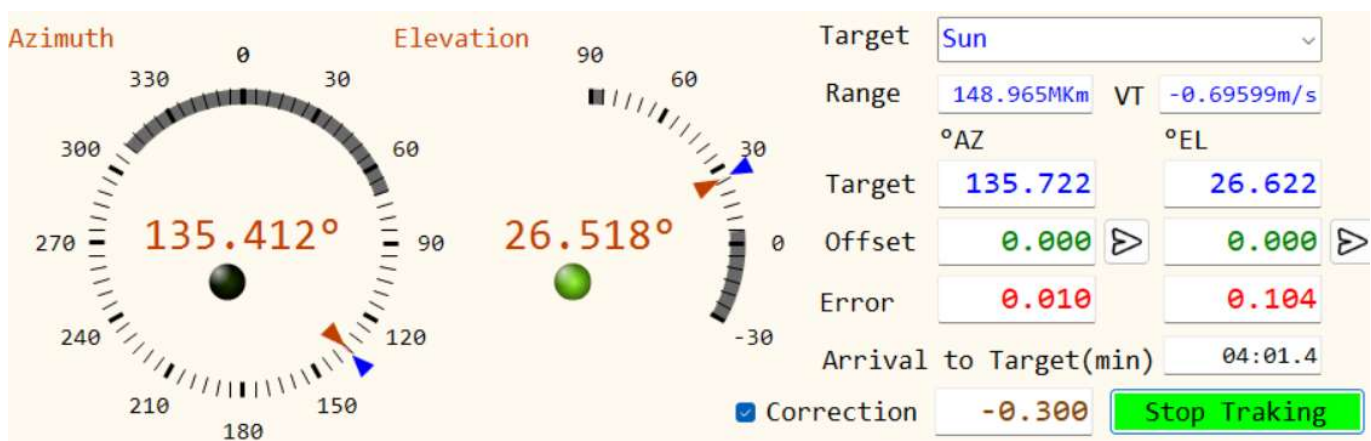 Azimuth
0
30
60
90
120
150
180
210
240
270
300
330
135.412°
Elevation
90
60
30
0
-30
26.518°
Target Sun
Range 148.965MKm VT -0.69599m/s
°AZ °EL
Target 135.722 26.622
Offset 0.000 0.000
Error 0.010 0.104
Arrival to Target(min) 04:01.4
Correction -0.300 Stop Traking